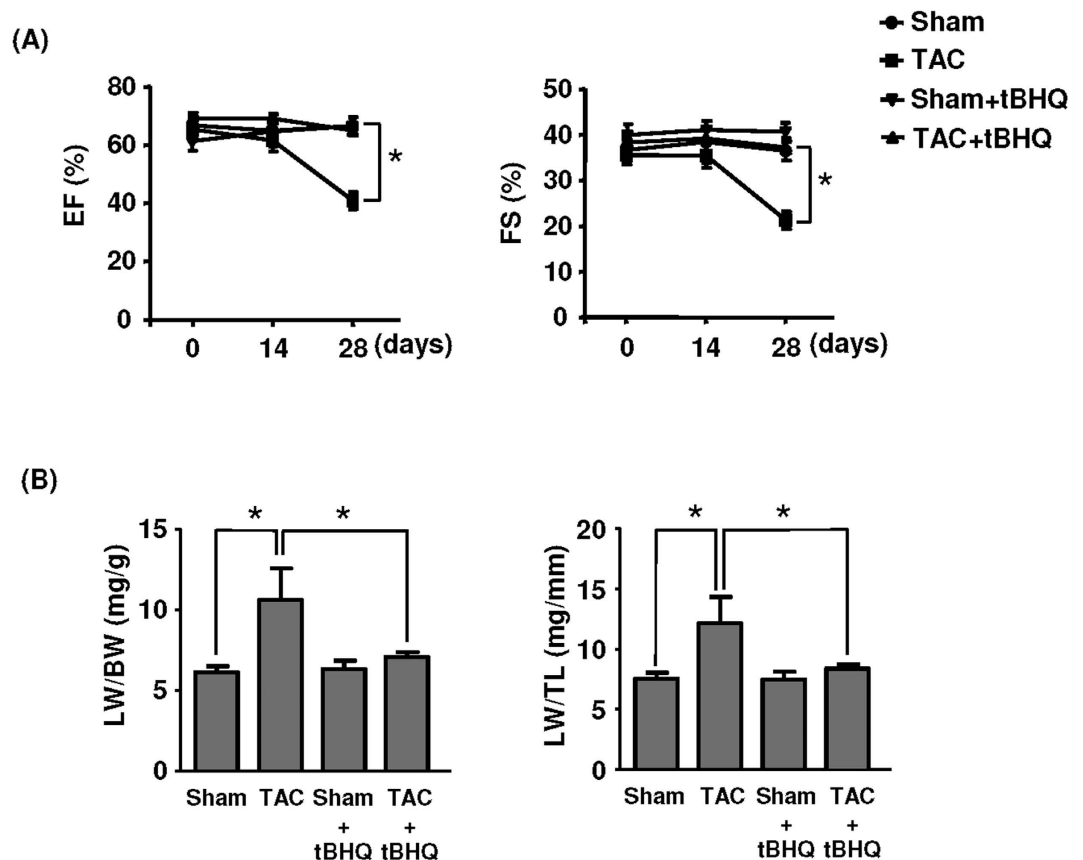 (A)
Sham
TAC
Sham+tBHQ
TAC+tBHQ
80
60
40
20
0
EF (%)
*
0 14 28 (days)
50
40
30
20
10
0
FS (%)
*
0 14 28 (days)
(B)
15
10
5
0
LW/BW (mg/g)
* *
Sham TAC Sham TAC
+ +
tBHQ tBHQ
20
15
10
5
0
LW/TL (mg/mm)
* *
Sham TAC Sham TAC
+ +
tBHQ tBHQ